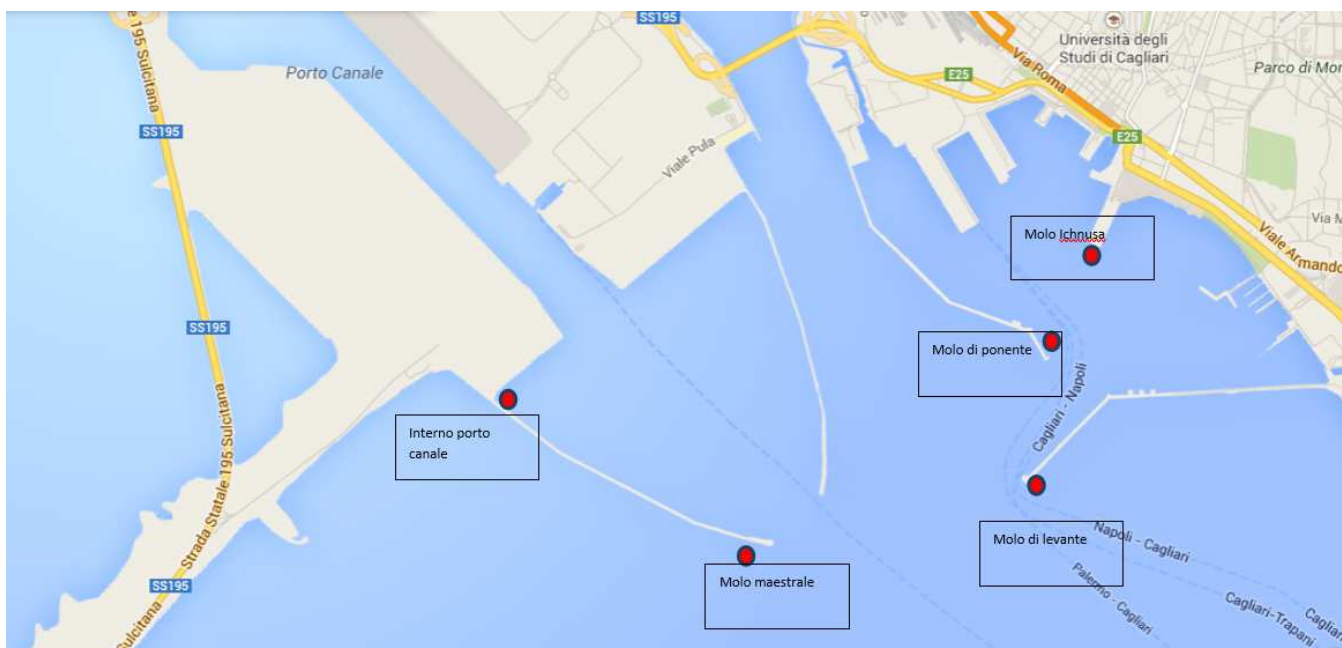 SS195
Università degli
Studi di Cagliari
Via Roma
Parco di Mor
Porto Canale
E25
195 Sulcitana
SS195
E25
Viale Pula
Molo Ichnusa
Via M
Viale Armando
SS195
Molo di ponente
Cagliari - Napoli
Interno porto
canale
Strada Statale 195 Sulcitana
Molo di levante
Napoli - Cagliari
Molo maestrale
SS195
Palermo - Cagliari
Cagliari-Trapani
Cagliari
Sulcitana